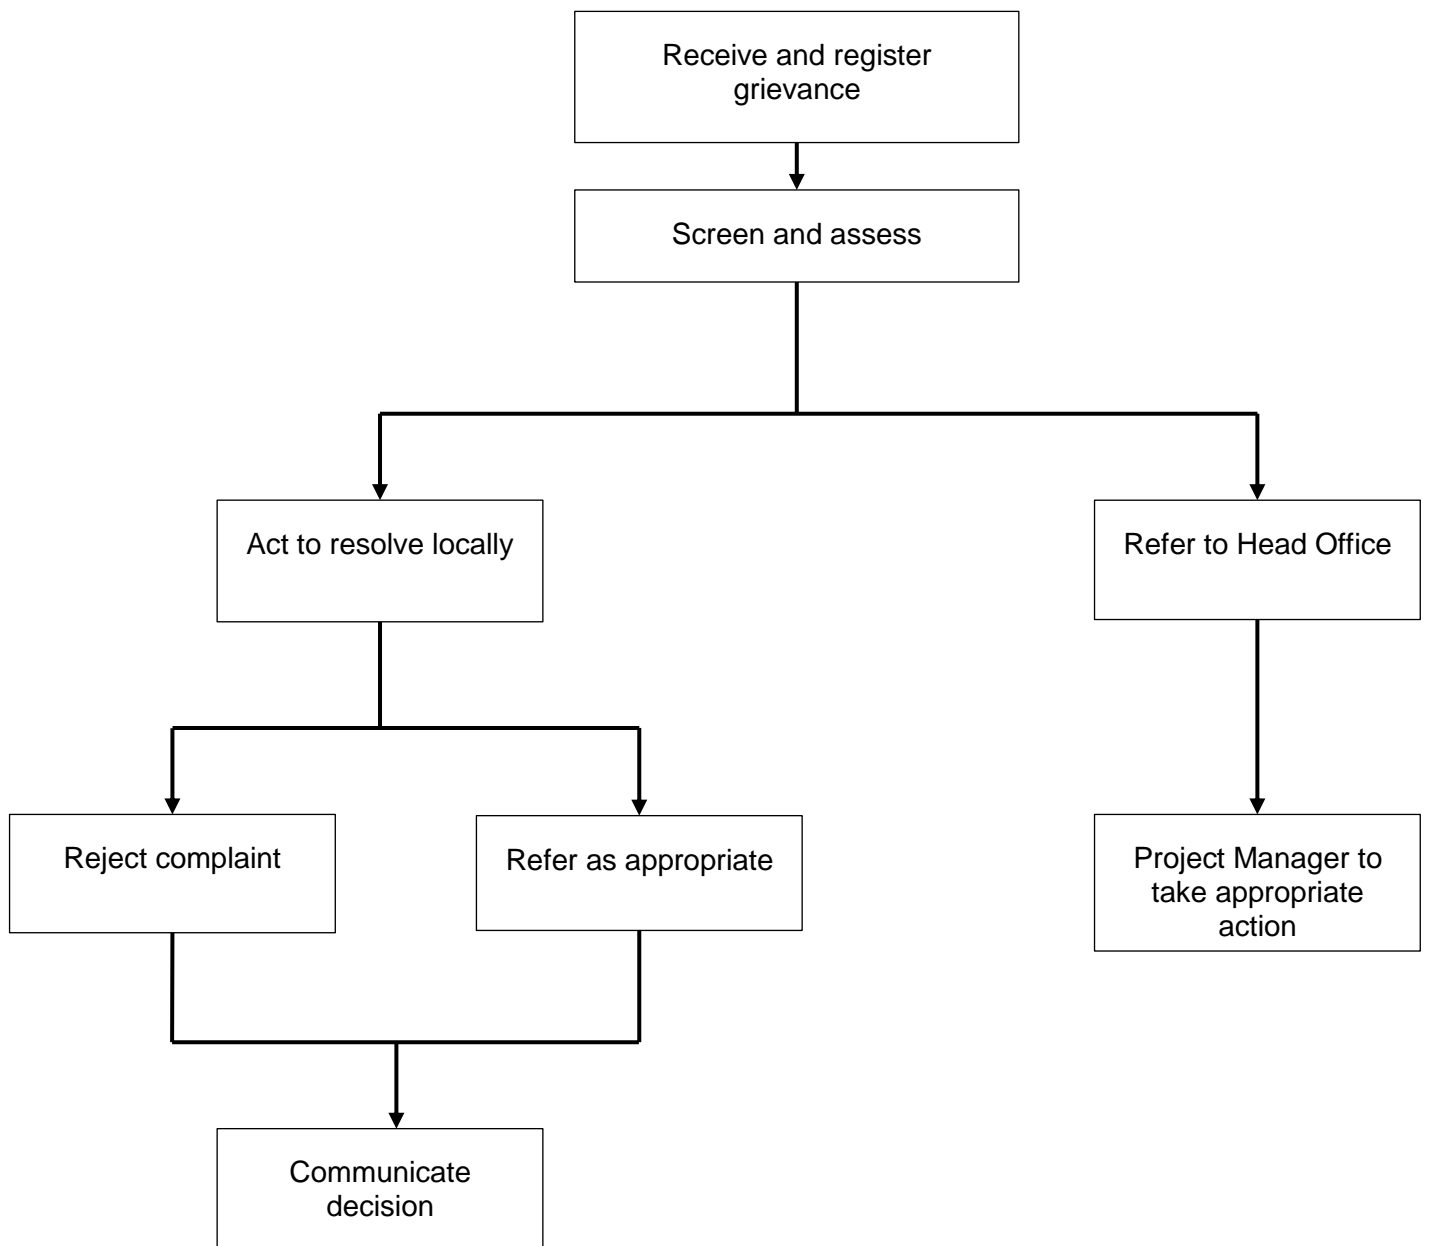 Receive and register
grievance
Screen and assess
Act to resolve locally
Refer to Head Office
Reject complaint
Refer as appropriate
Project Manager to
take appropriate
action
Communicate
decision